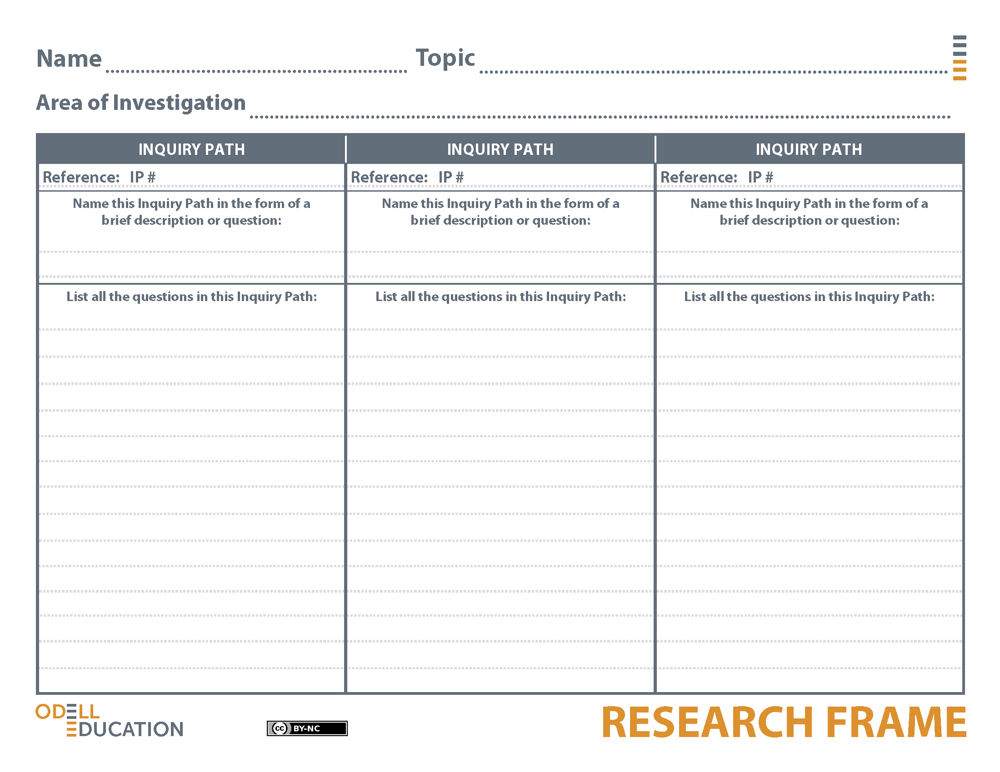 Name Topic
Area of Investigation
INQUIRY PATH INQUIRY PATH INQUIRY PATH
Reference: IP # Reference: IP # Reference: IP #
Name this Inquiry Path in the form of a
brief description or question:
Name this Inquiry Path in the form of a
brief description or question:
Name this Inquiry Path in the form of a
brief description or question:
List all the questions in this Inquiry Path:
List all the questions in this Inquiry Path:
List all the questions in this Inquiry Path:
ODELL
EDUCATION
cc BY-NC
RESEARCH FRAME